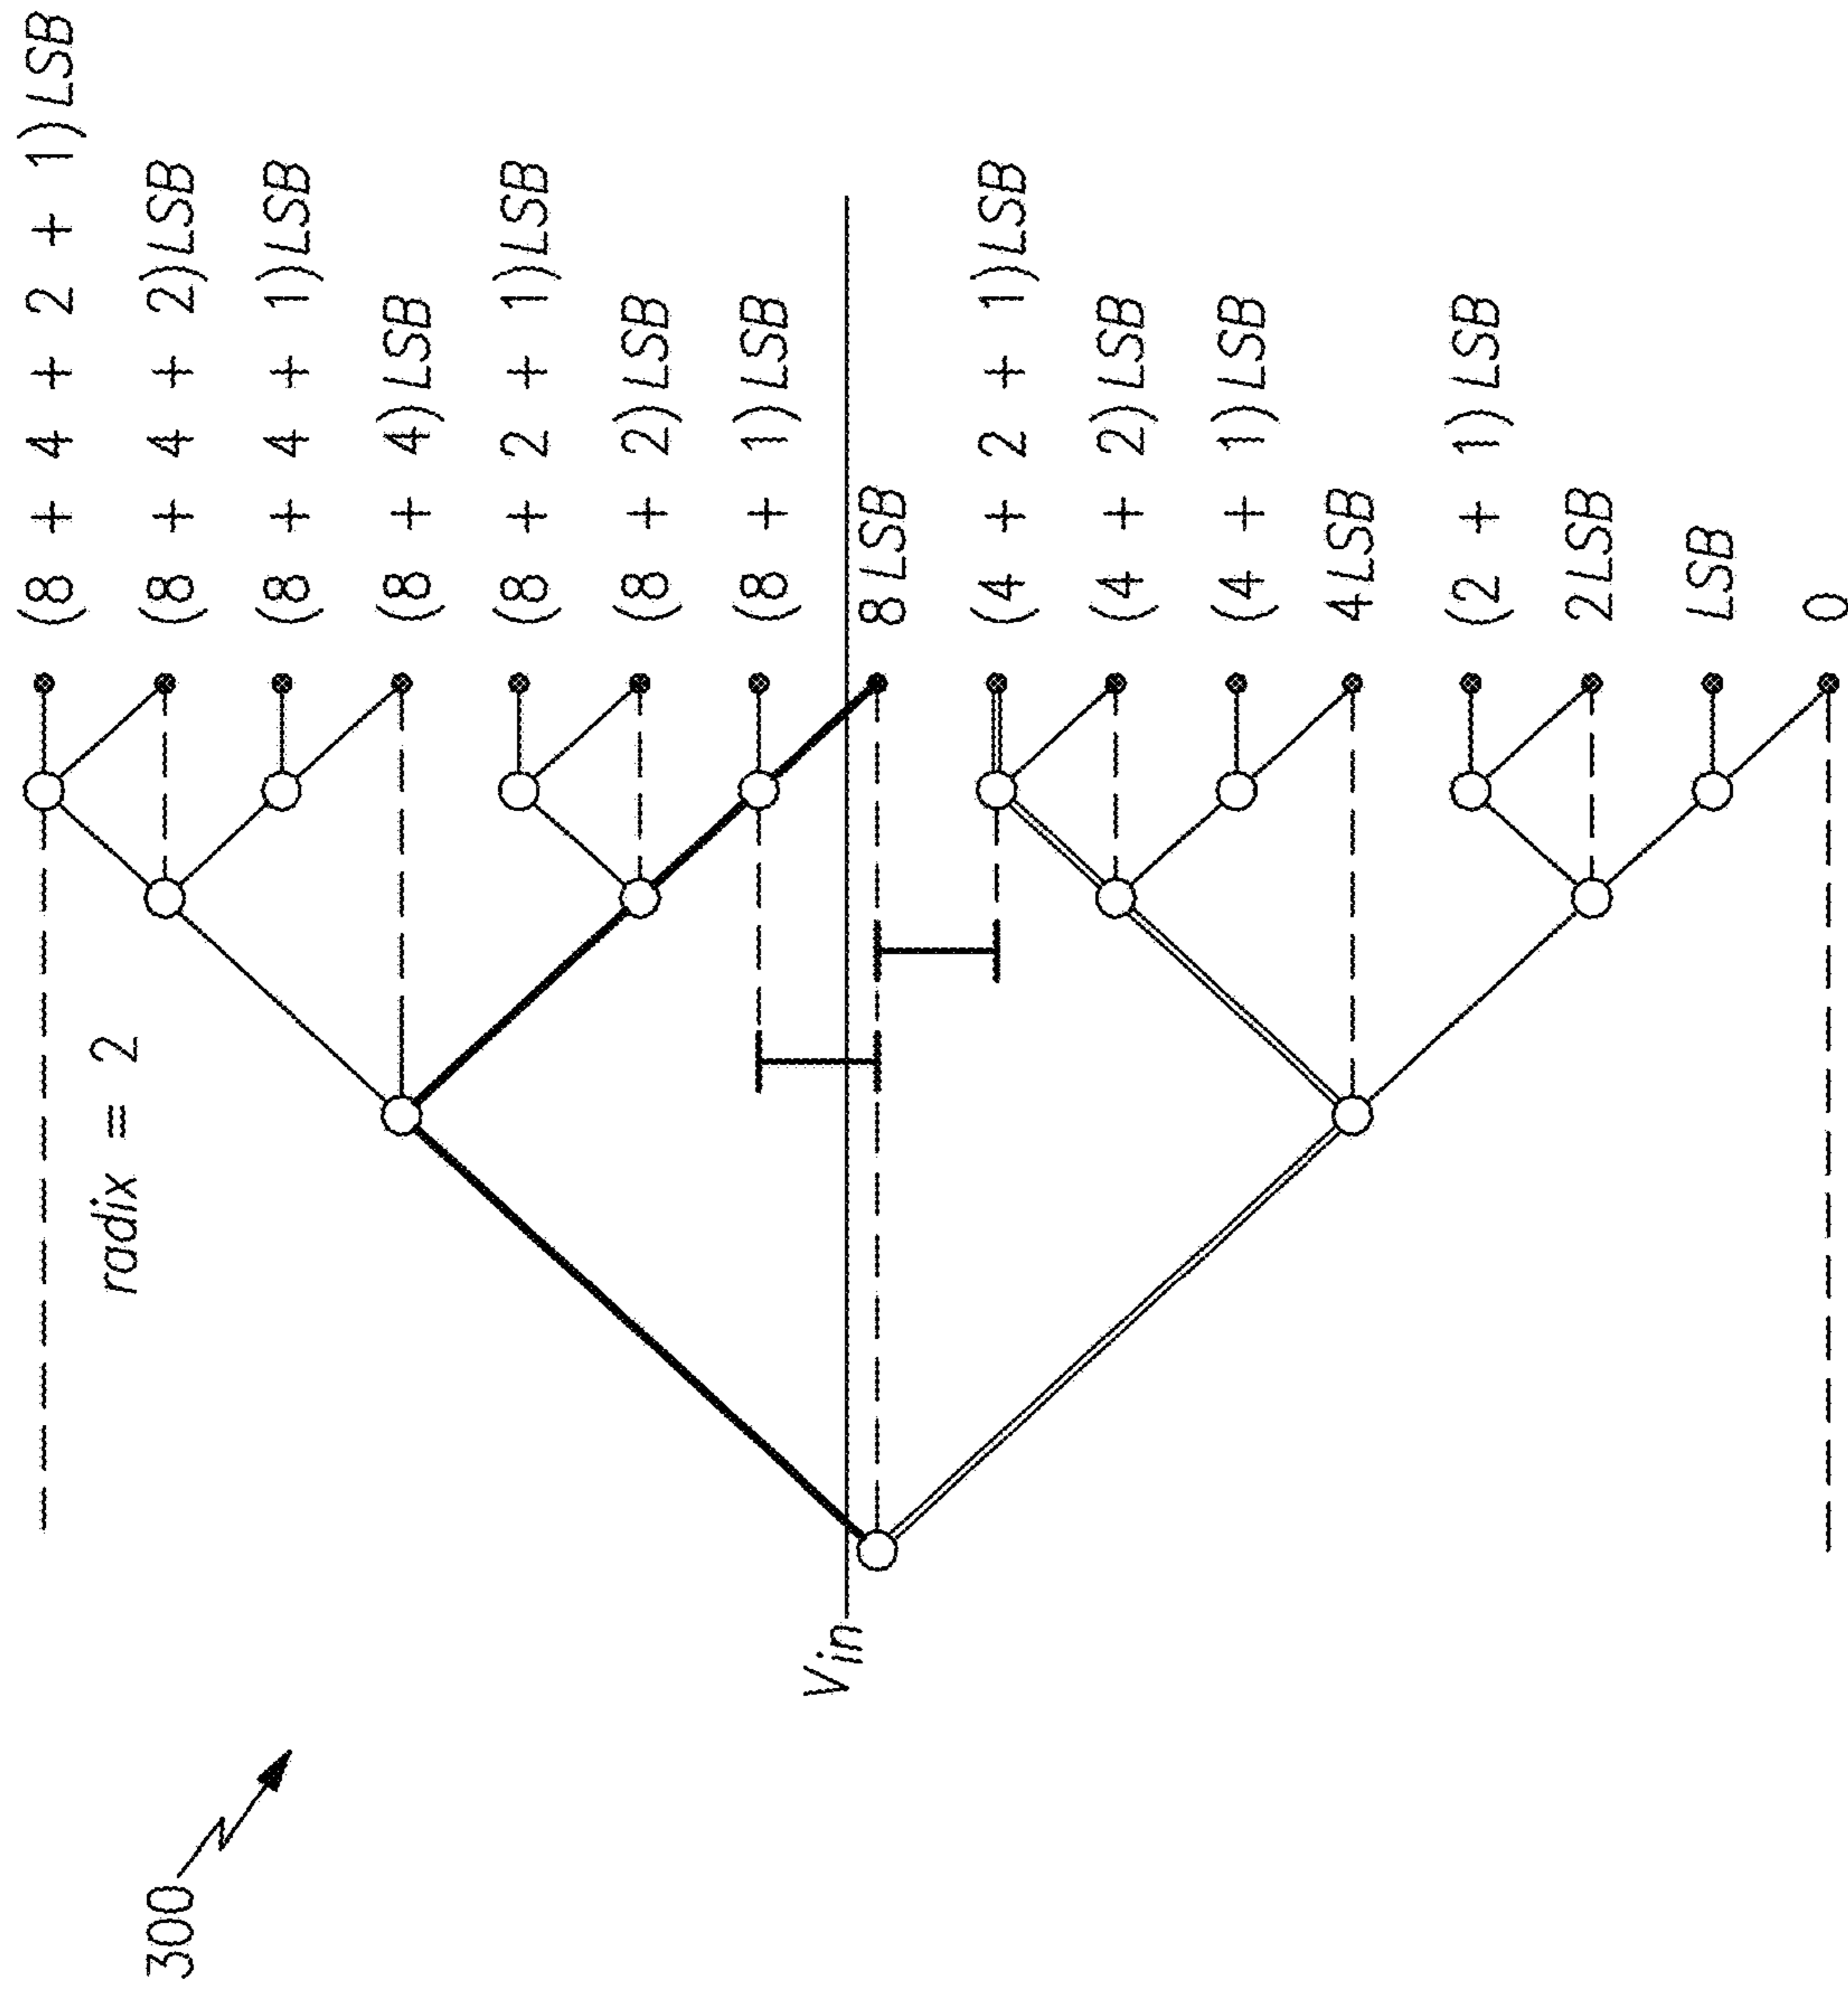 300
radix = 2
Vin
(8 + 4 + 2 + 1)LSB
(8 + 4 + 2)LSB
(8 + 4 + 1)LSB
(8 + 4)LSB
(8 + 2 + 1)LSB
(8 + 2)LSB
(8 + 1)LSB
8LSB
(4 + 2 + 1)LSB
(4 + 2)LSB
(4 + 1)LSB
4LSB
(2 + 1)LSB
2LSB
LSB
0